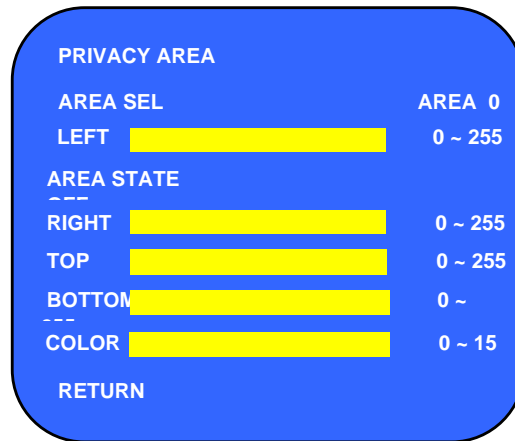 PRIVACY AREA
AREA SEL AREA 0
LEFT 0 ~ 255
AREA STATE
RIGHT 0 ~ 255
TOP 0 ~ 255
BOTTOM 0 ~
COLOR 0 ~ 15
RETURN